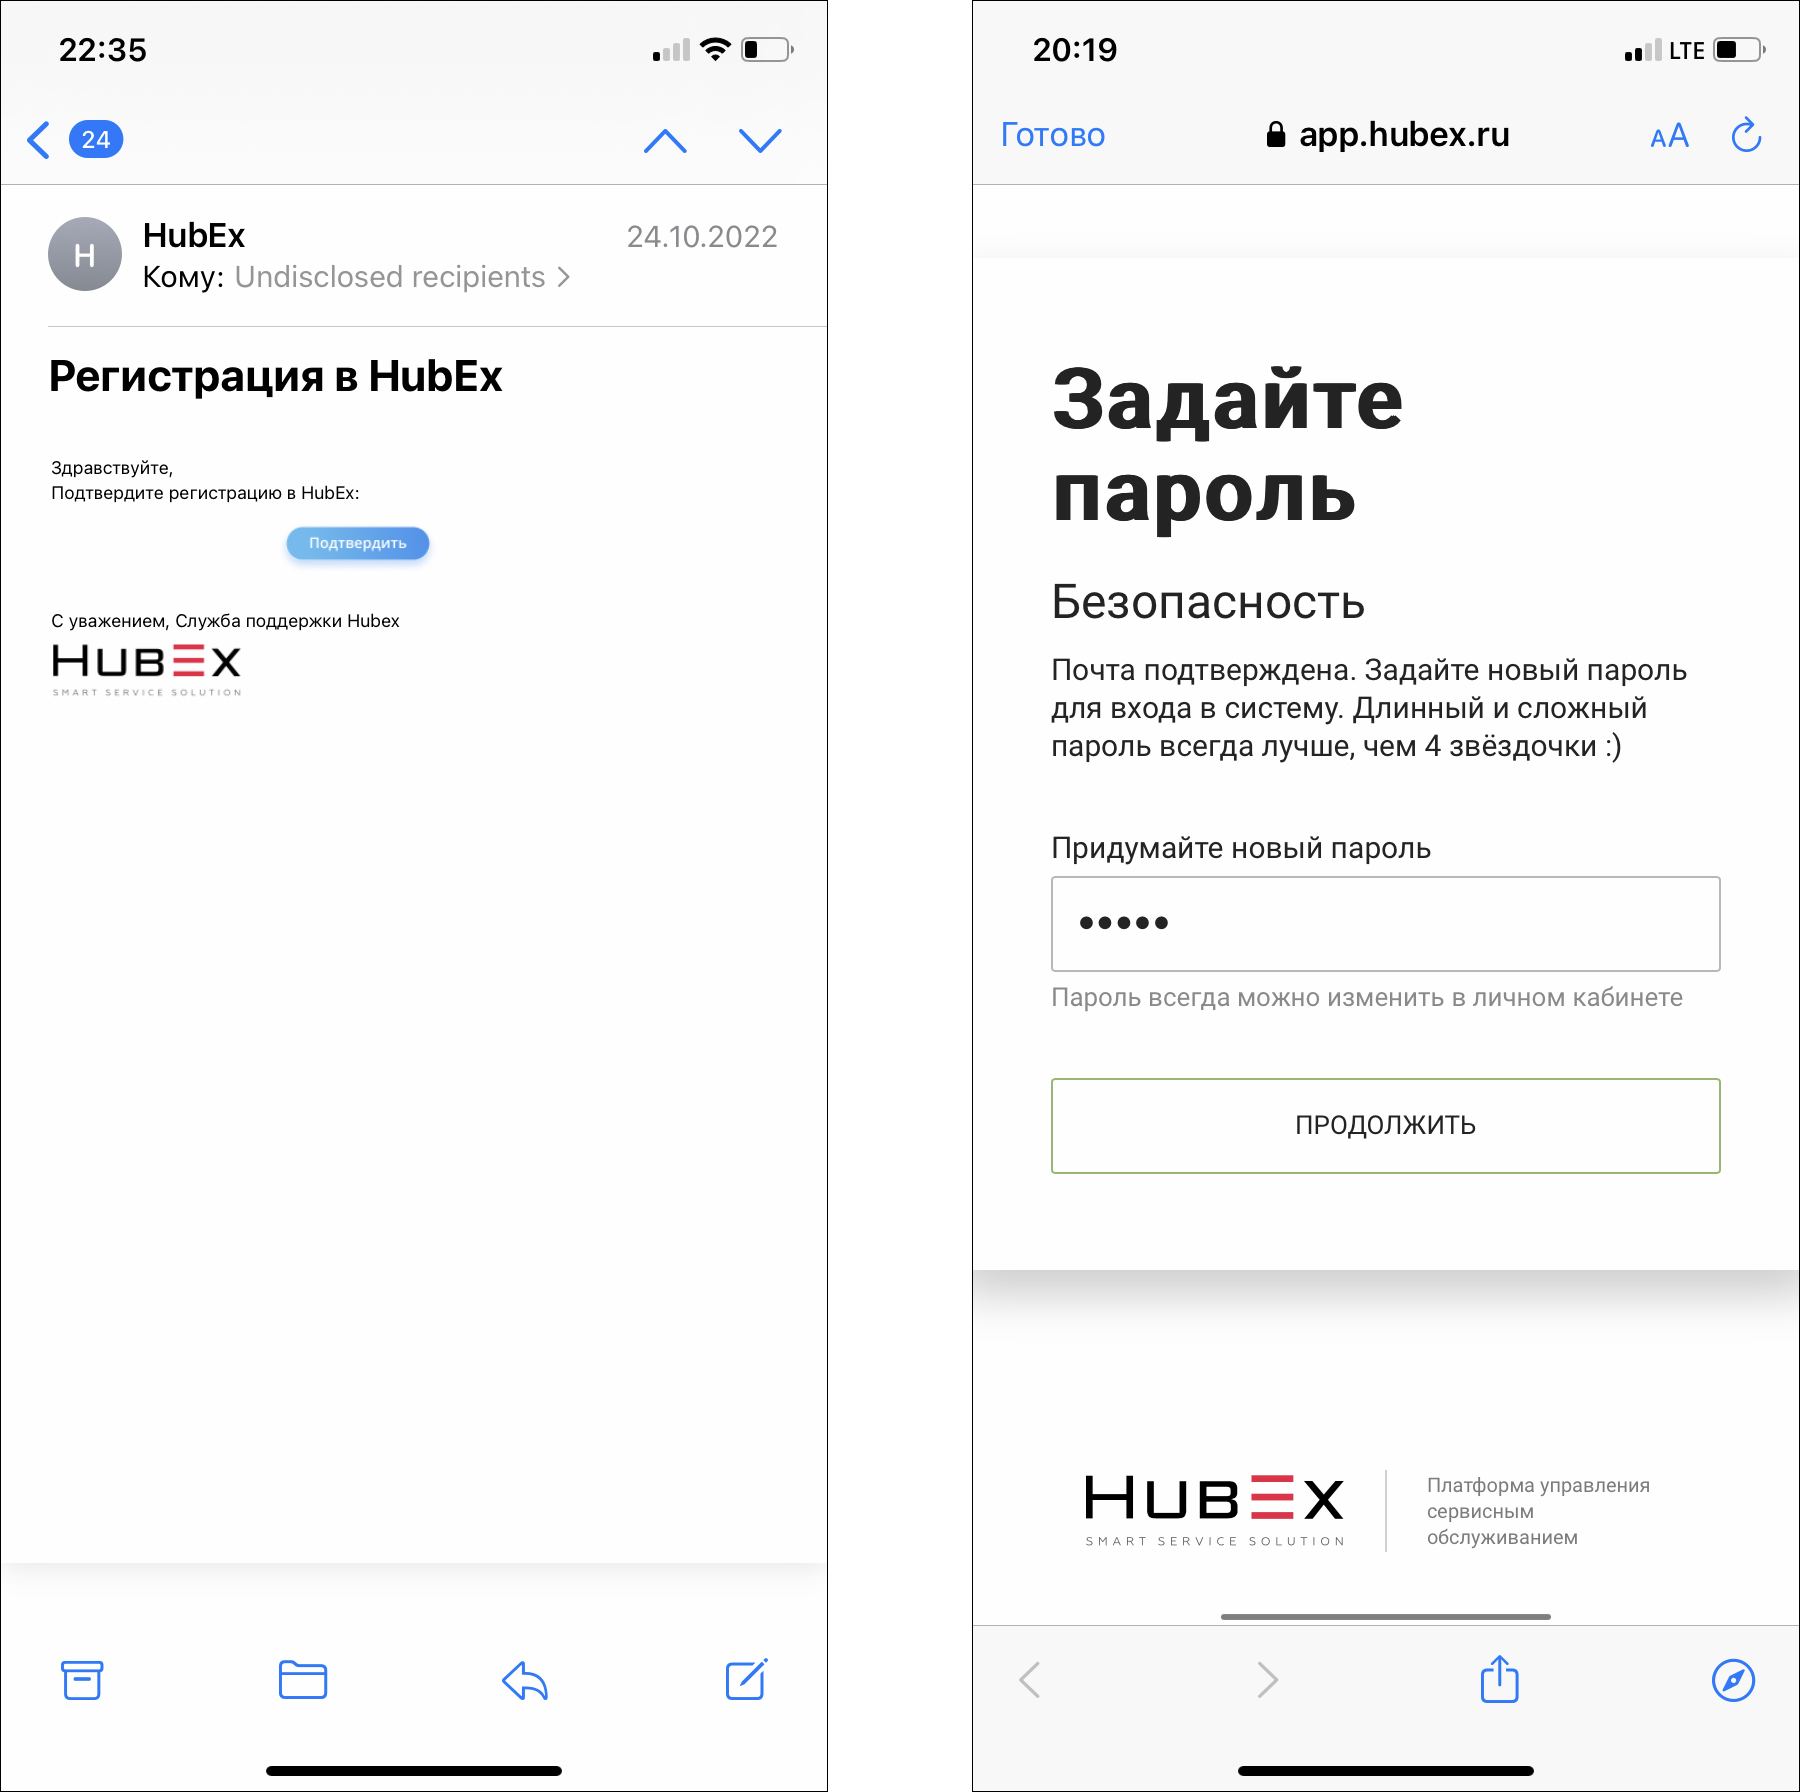 22:35
24
H
HubEx
24.10.2022
Кому: Undisclosed recipients
Регистрация в HubEx
Здравствуйте,
Подтвердите регистрацию в HubEx:
Подтвердить
С уважением, Служба поддержки Hubex
HUBEX
SMART SERVICE SOLUTION
20:19
LTE
Готово
app.hubex.ru
AA
Задайте
пароль
Безопасность
Почта подтверждена. Задайте новый пароль
для входа в систему. Длинный и сложный
пароль всегда лучше, чем 4 звёздочки :)
Придумайте новый пароль
•••••
Пароль всегда можно изменить в личном кабинете
ПРОДОЛЖИТЬ
HUBEX
SMART SERVICE SOLUTION
Платформа управления
сервисным
обслуживанием